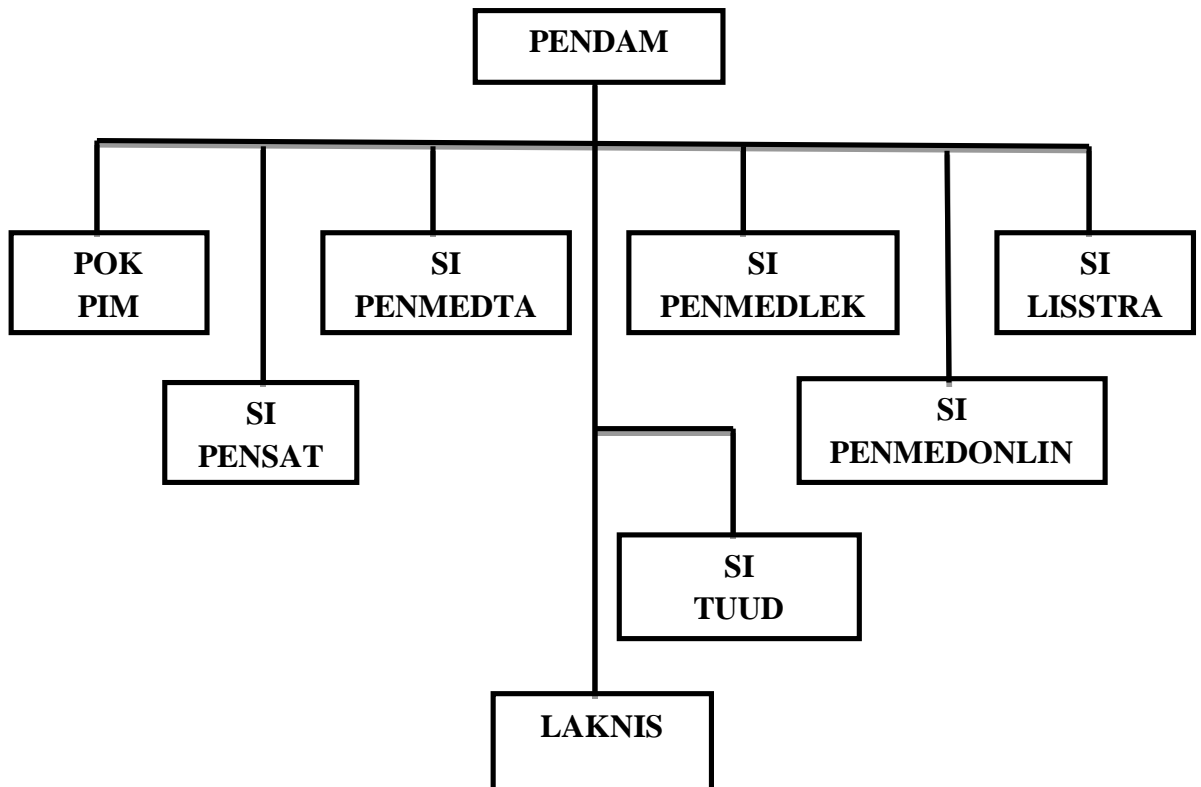 PENDAM
POK
PIM
SI
PENMEDTA
SI
PENMEDLEK
SI
LISSTRA
SI
PENSAT
SI
PENMEDONLIN
SI
TUUD
LAKNIS